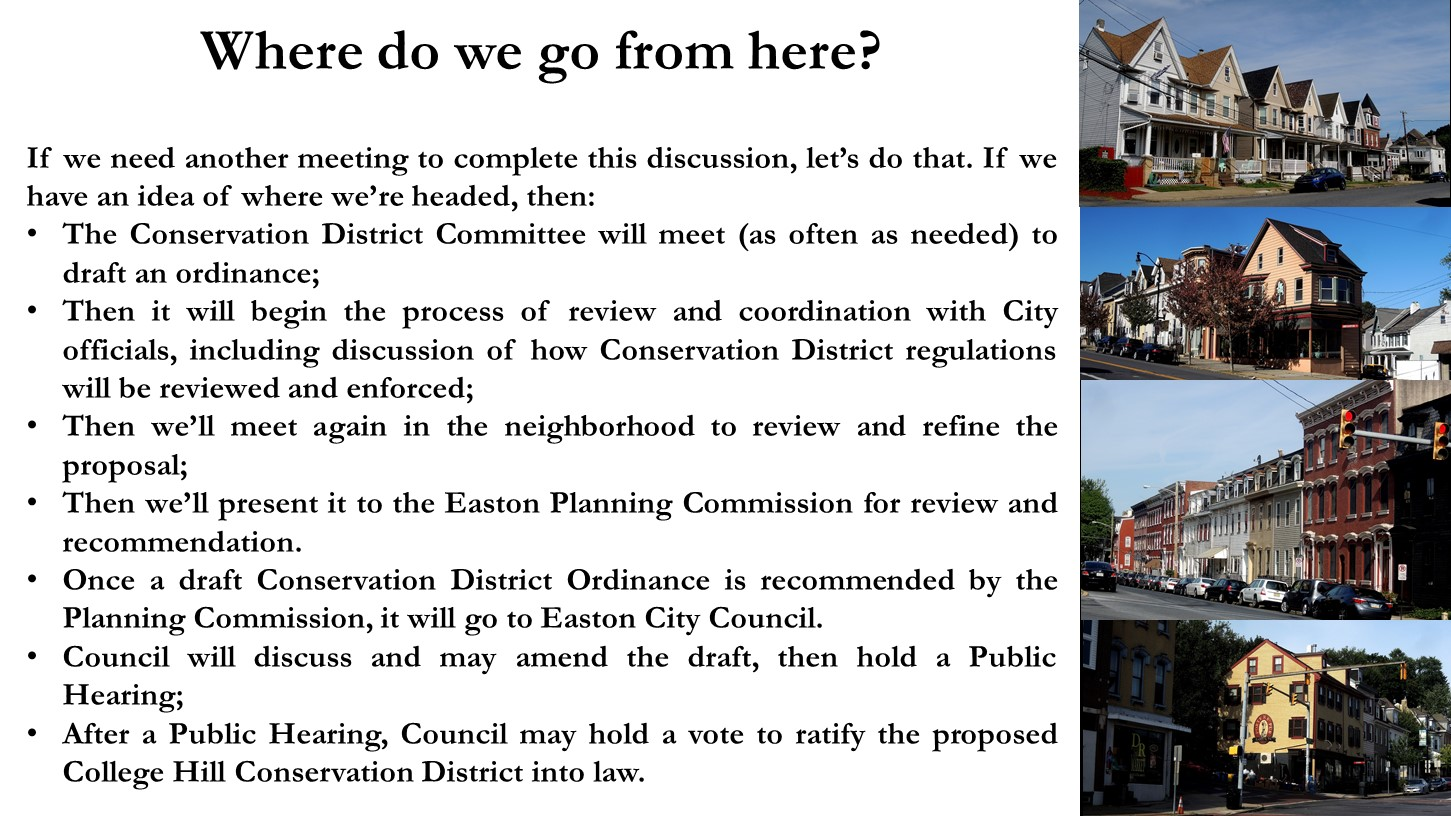 Where do we go from here?
If we need another meeting to complete this discussion, let’s do that. If we
have an idea of where we’re headed, then:
• The Conservation District Committee will meet (as often as needed) to
draft an ordinance;
• Then it will begin the process of review and coordination with City
officials, including discussion of how Conservation District regulations
will be reviewed and enforced;
• Then we’ll meet again in the neighborhood to review and refine the
proposal;
• Then we’ll present it to the Easton Planning Commission for review and
recommendation.
• Once a draft Conservation District Ordinance is recommended by the
Planning Commission, it will go to Easton City Council.
• Council will discuss and may amend the draft, then hold a Public
Hearing;
• After a Public Hearing, Council may hold a vote to ratify the proposed
College Hill Conservation District into law.